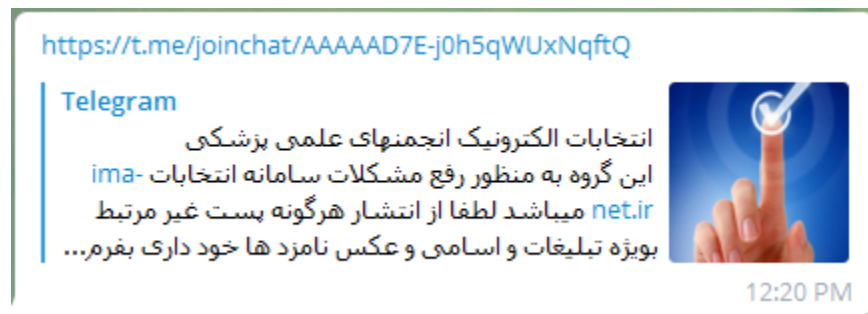 https://t.me/joinchat/AAAAAD7E-j0h5qWUxNqftQ
Telegram
انتخابات الکترونیک انجمنهای علمی پزشکی
این گروه به منظور رفع مشکلات سامانه انتخابات ima-
net.ir میباشد لطفا از انتشار هرگونه پست غیر مرتبط
بویژه تبلیغات و اسامی و عکس نامزد ها خود داری بفرم...
12:20 PM